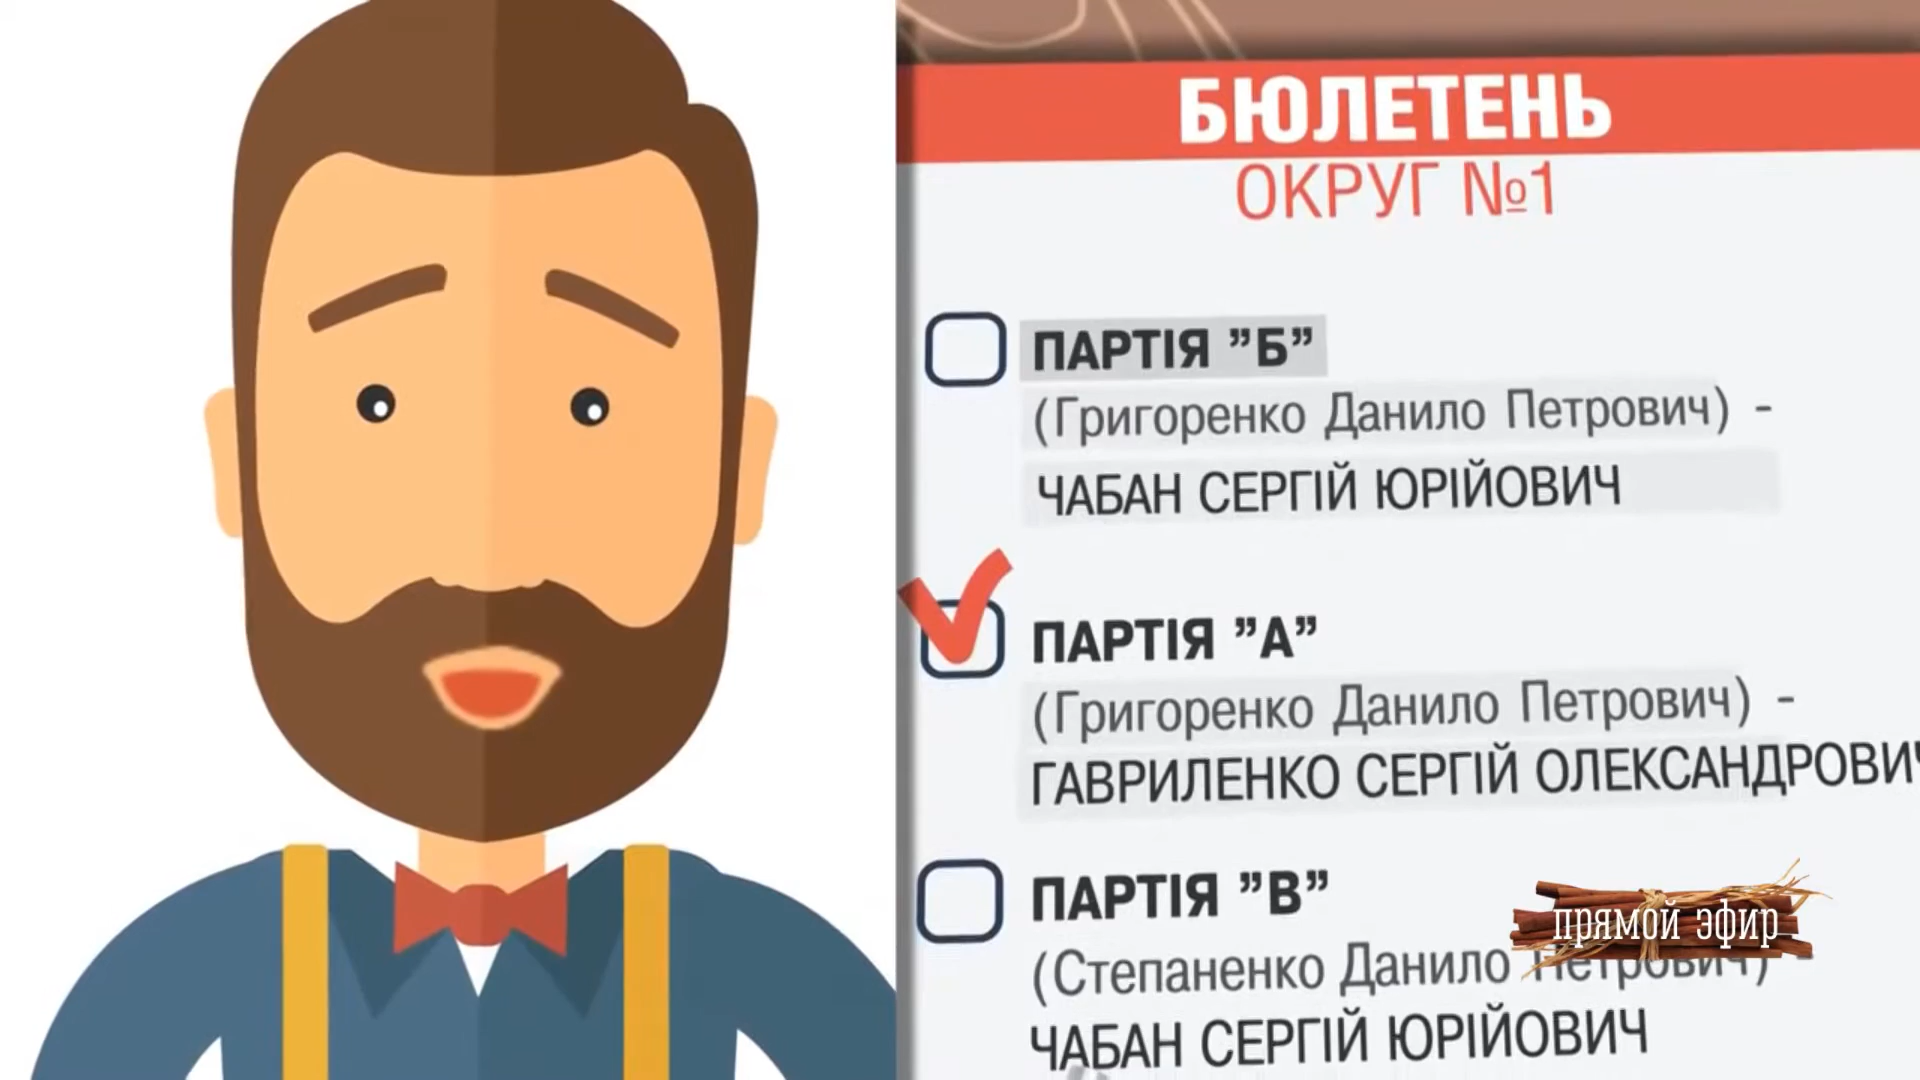 БЮЛЕТЕНЬ
ОКРУГ №1
ПАРТІЯ ”Б”
(Григоренко Данило Петрович) -
ЧАБАН СЕРГІЙ ЮРІЙОВИЧ
ПАРТІЯ ”А”
(Григоренко Данило Петрович) -
ГАВРИЛЕНКО СЕРГІЙ ОЛЕКСАНДРОВИЧ
ПАРТІЯ ”В”
(Степаненко Данило Петрович) -
ЧАБАН СЕРГІЙ ЮРІЙОВИЧ
прямой эфир